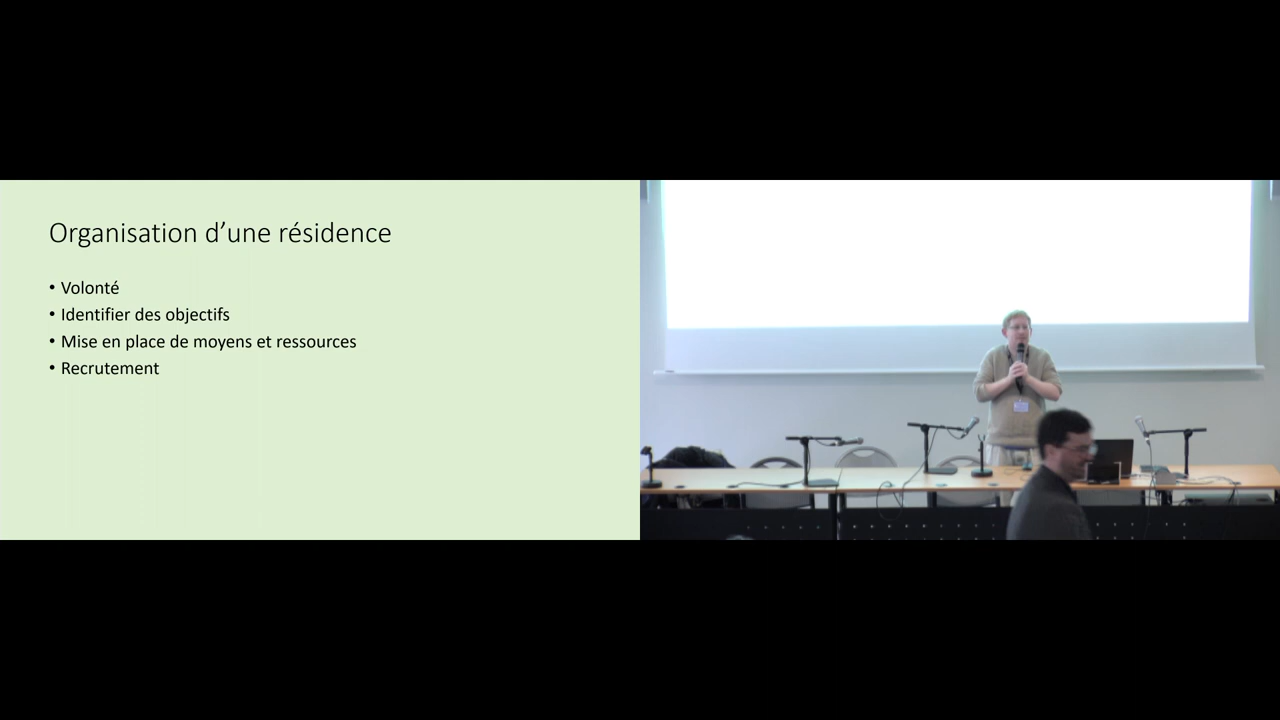 Organisation d’une résidence
• Volonté
• Identifier des objectifs
• Mise en place de moyens et ressources
• Recrutement